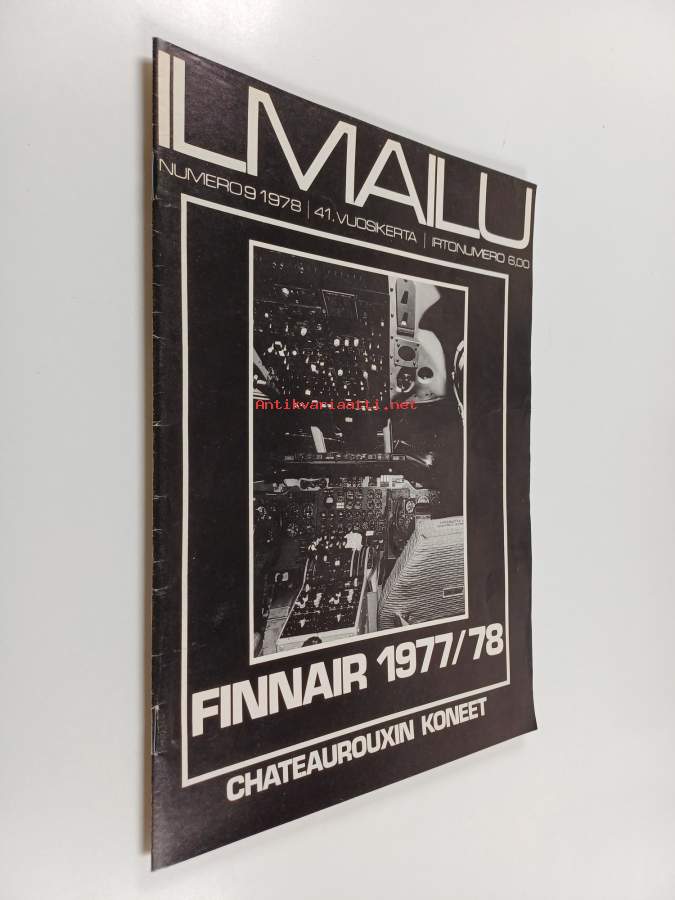 ILMAILU
NUMERO 9 1978 | 41. VUOSIKERTA | IRTONUMERO 6,00
Antikvariaatti.net
FINNAIR 1977/78
CHATEAUROUXIN KONEET